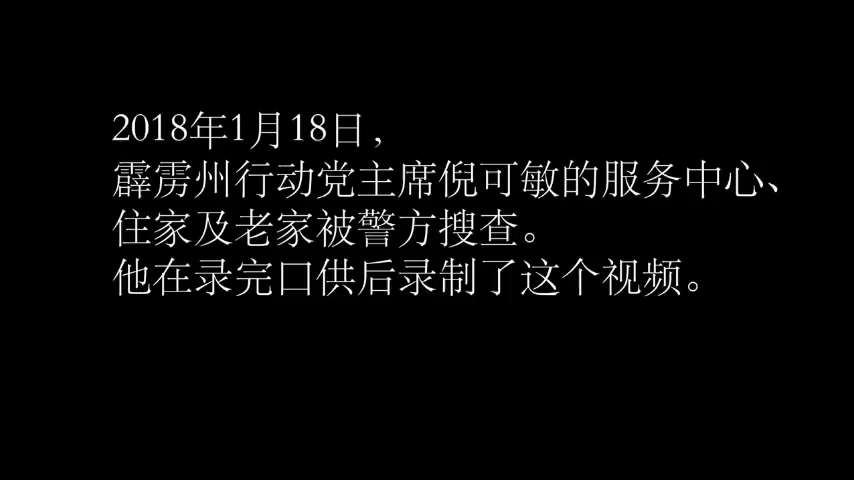 2018年1月18日，
霹雳州行动党主席倪可敏的服务中心、
住家及老家被警方搜查。
他在录完口供后录制了这个视频。